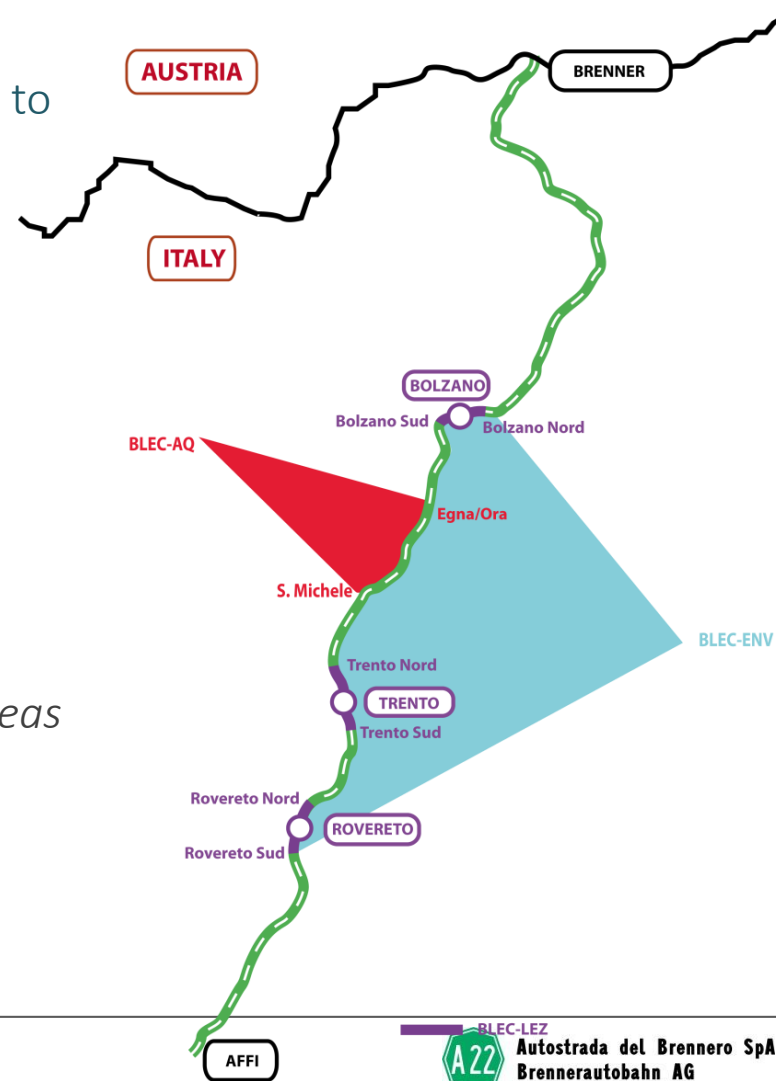 AUSTRIA
BRENNER
to
ITALY
BOLZANO
Bolzano Sud
Bolzano Nord
BLEC-AQ
Egna/Ora
S. Michele
BLEC-ENV
Trento Nord
TRENTO
eas
Trento Sud
Rovereto Nord
ROVERETO
Rovereto Sud
BLEC-LEZ
AFFI
A22
Autostrada del Brennero SpA
Brennerautobahn AG